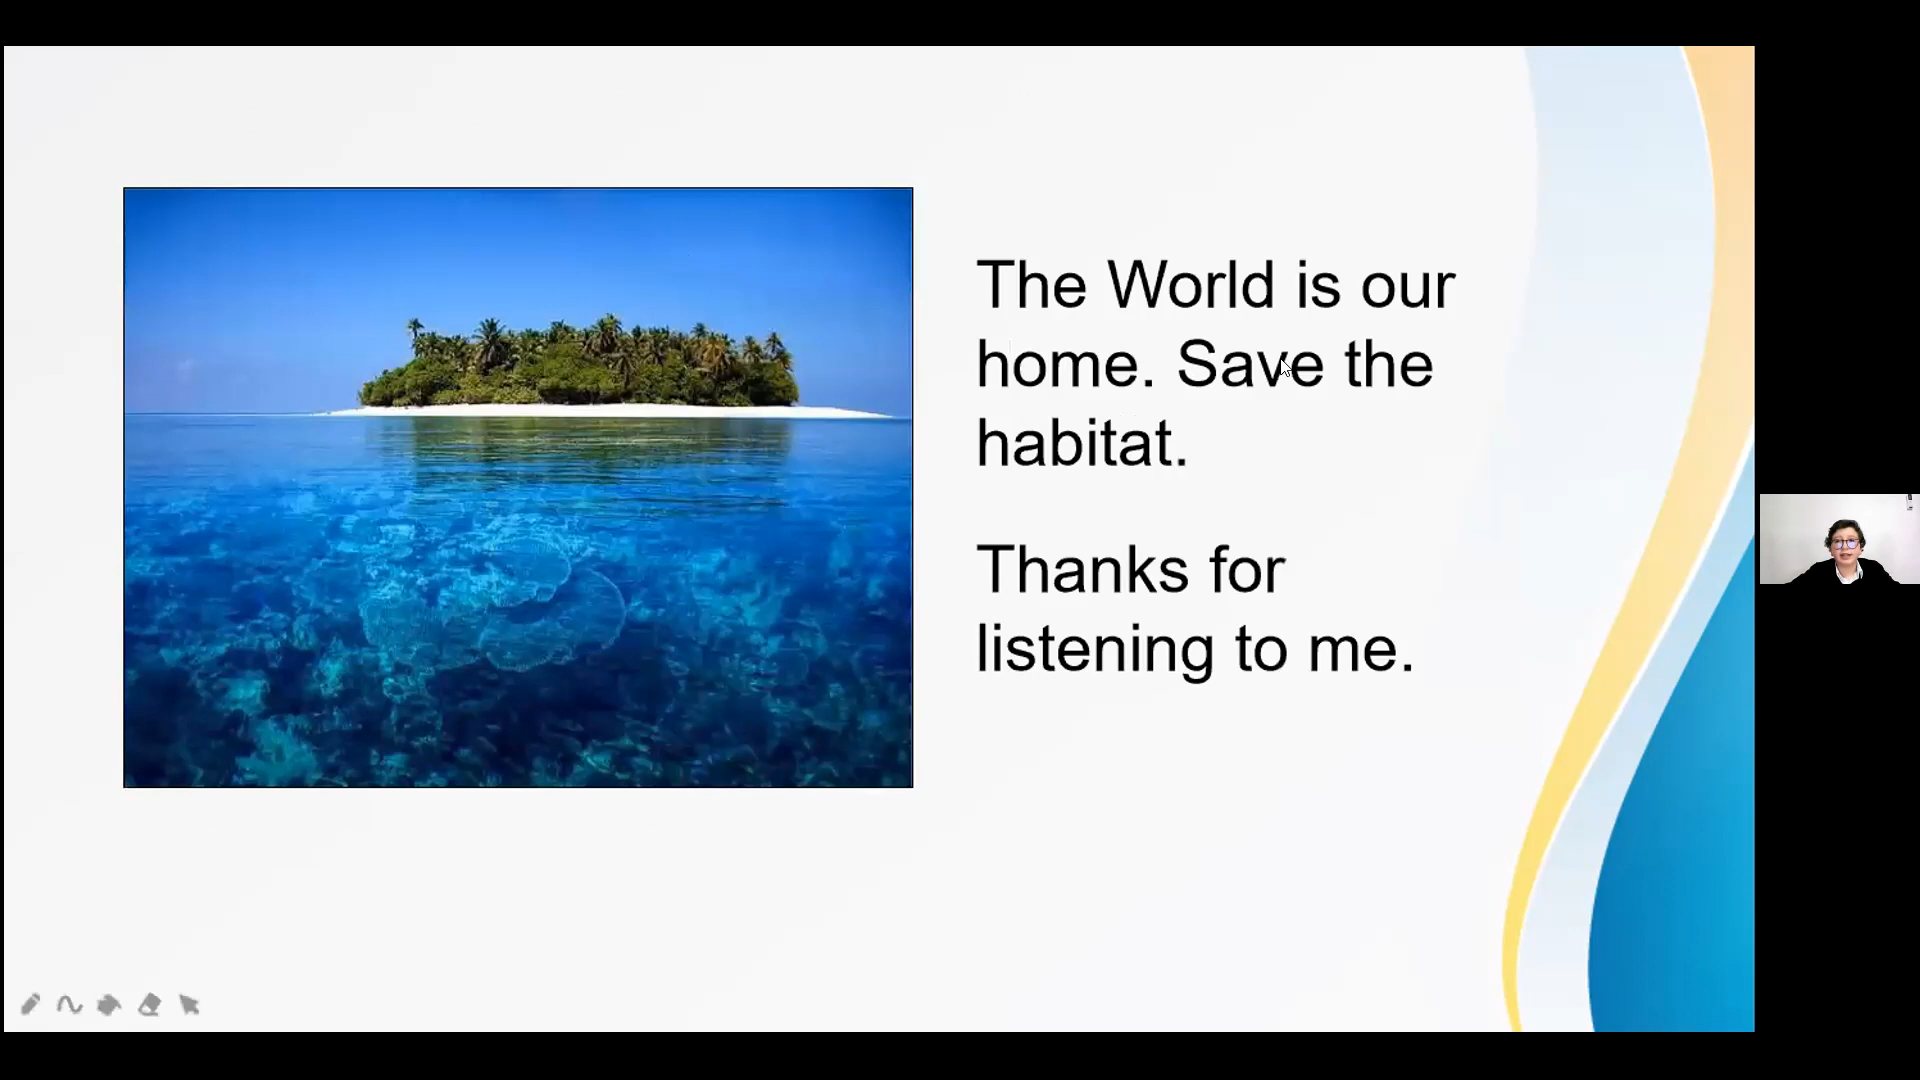 The World is our
home. Save the
habitat.
Thanks for
listening to me.